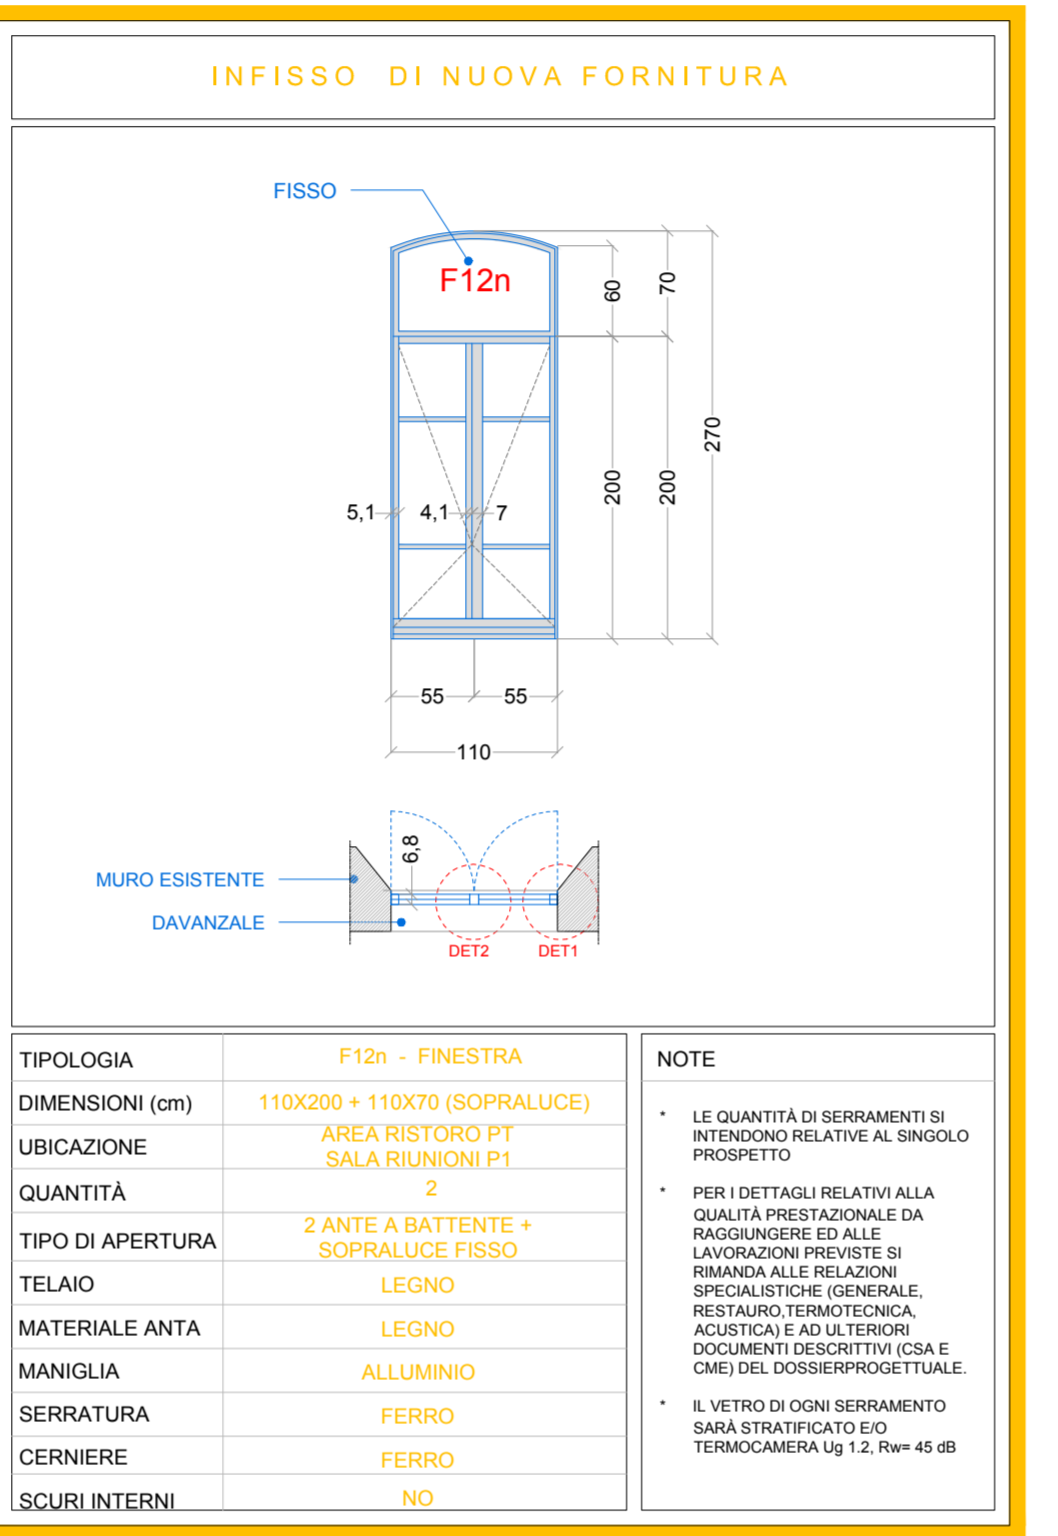 INFISSO DI NUOVA FORNITURA
FISSO
F12n
60
70
270
200
200
5,1
4,1
7
55
55
110
6,8
MURO ESISTENTE
DAVANZALE
DET2
DET1
TIPOLOGIA
F12n - FINESTRA
DIMENSIONI (cm)
110X200 + 110X70 (SOPRALUCE)
UBICAZIONE
AREA RISTORO PT
SALA RIUNIONI P1
QUANTITÀ
2
TIPO DI APERTURA
2 ANTE A BATTENTE +
SOPRALUCE FISSO
TELAIO
LEGNO
MATERIALE ANTA
LEGNO
MANIGLIA
ALLUMINIO
SERRATURA
FERRO
CERNIERE
FERRO
SCURI INTERNI
NO
NOTE
* LE QUANTITÀ DI SERRAMENTI SI
INTENDONO RELATIVE AL SINGOLO
PROSPETTO
* PER I DETTAGLI RELATIVI ALLA
QUALITÀ PRESTAZIONALE DA
RAGGIUNGERE ED ALLE
LAVORAZIONI PREVISTE SI
RIMANDA ALLE RELAZIONI
SPECIALISTICHE (GENERALE,
RESTAURO,TERMOTECNICA,
ACUSTICA) E AD ULTERIORI
DOCUMENTI DESCRITTIVI (CSA E
CME) DEL DOSSIERPROGETTUALE.
* IL VETRO DI OGNI SERRAMENTO
SARÀ STRATIFICATO E/O
TERMOCAMERA Ug 1.2, Rw= 45 dB